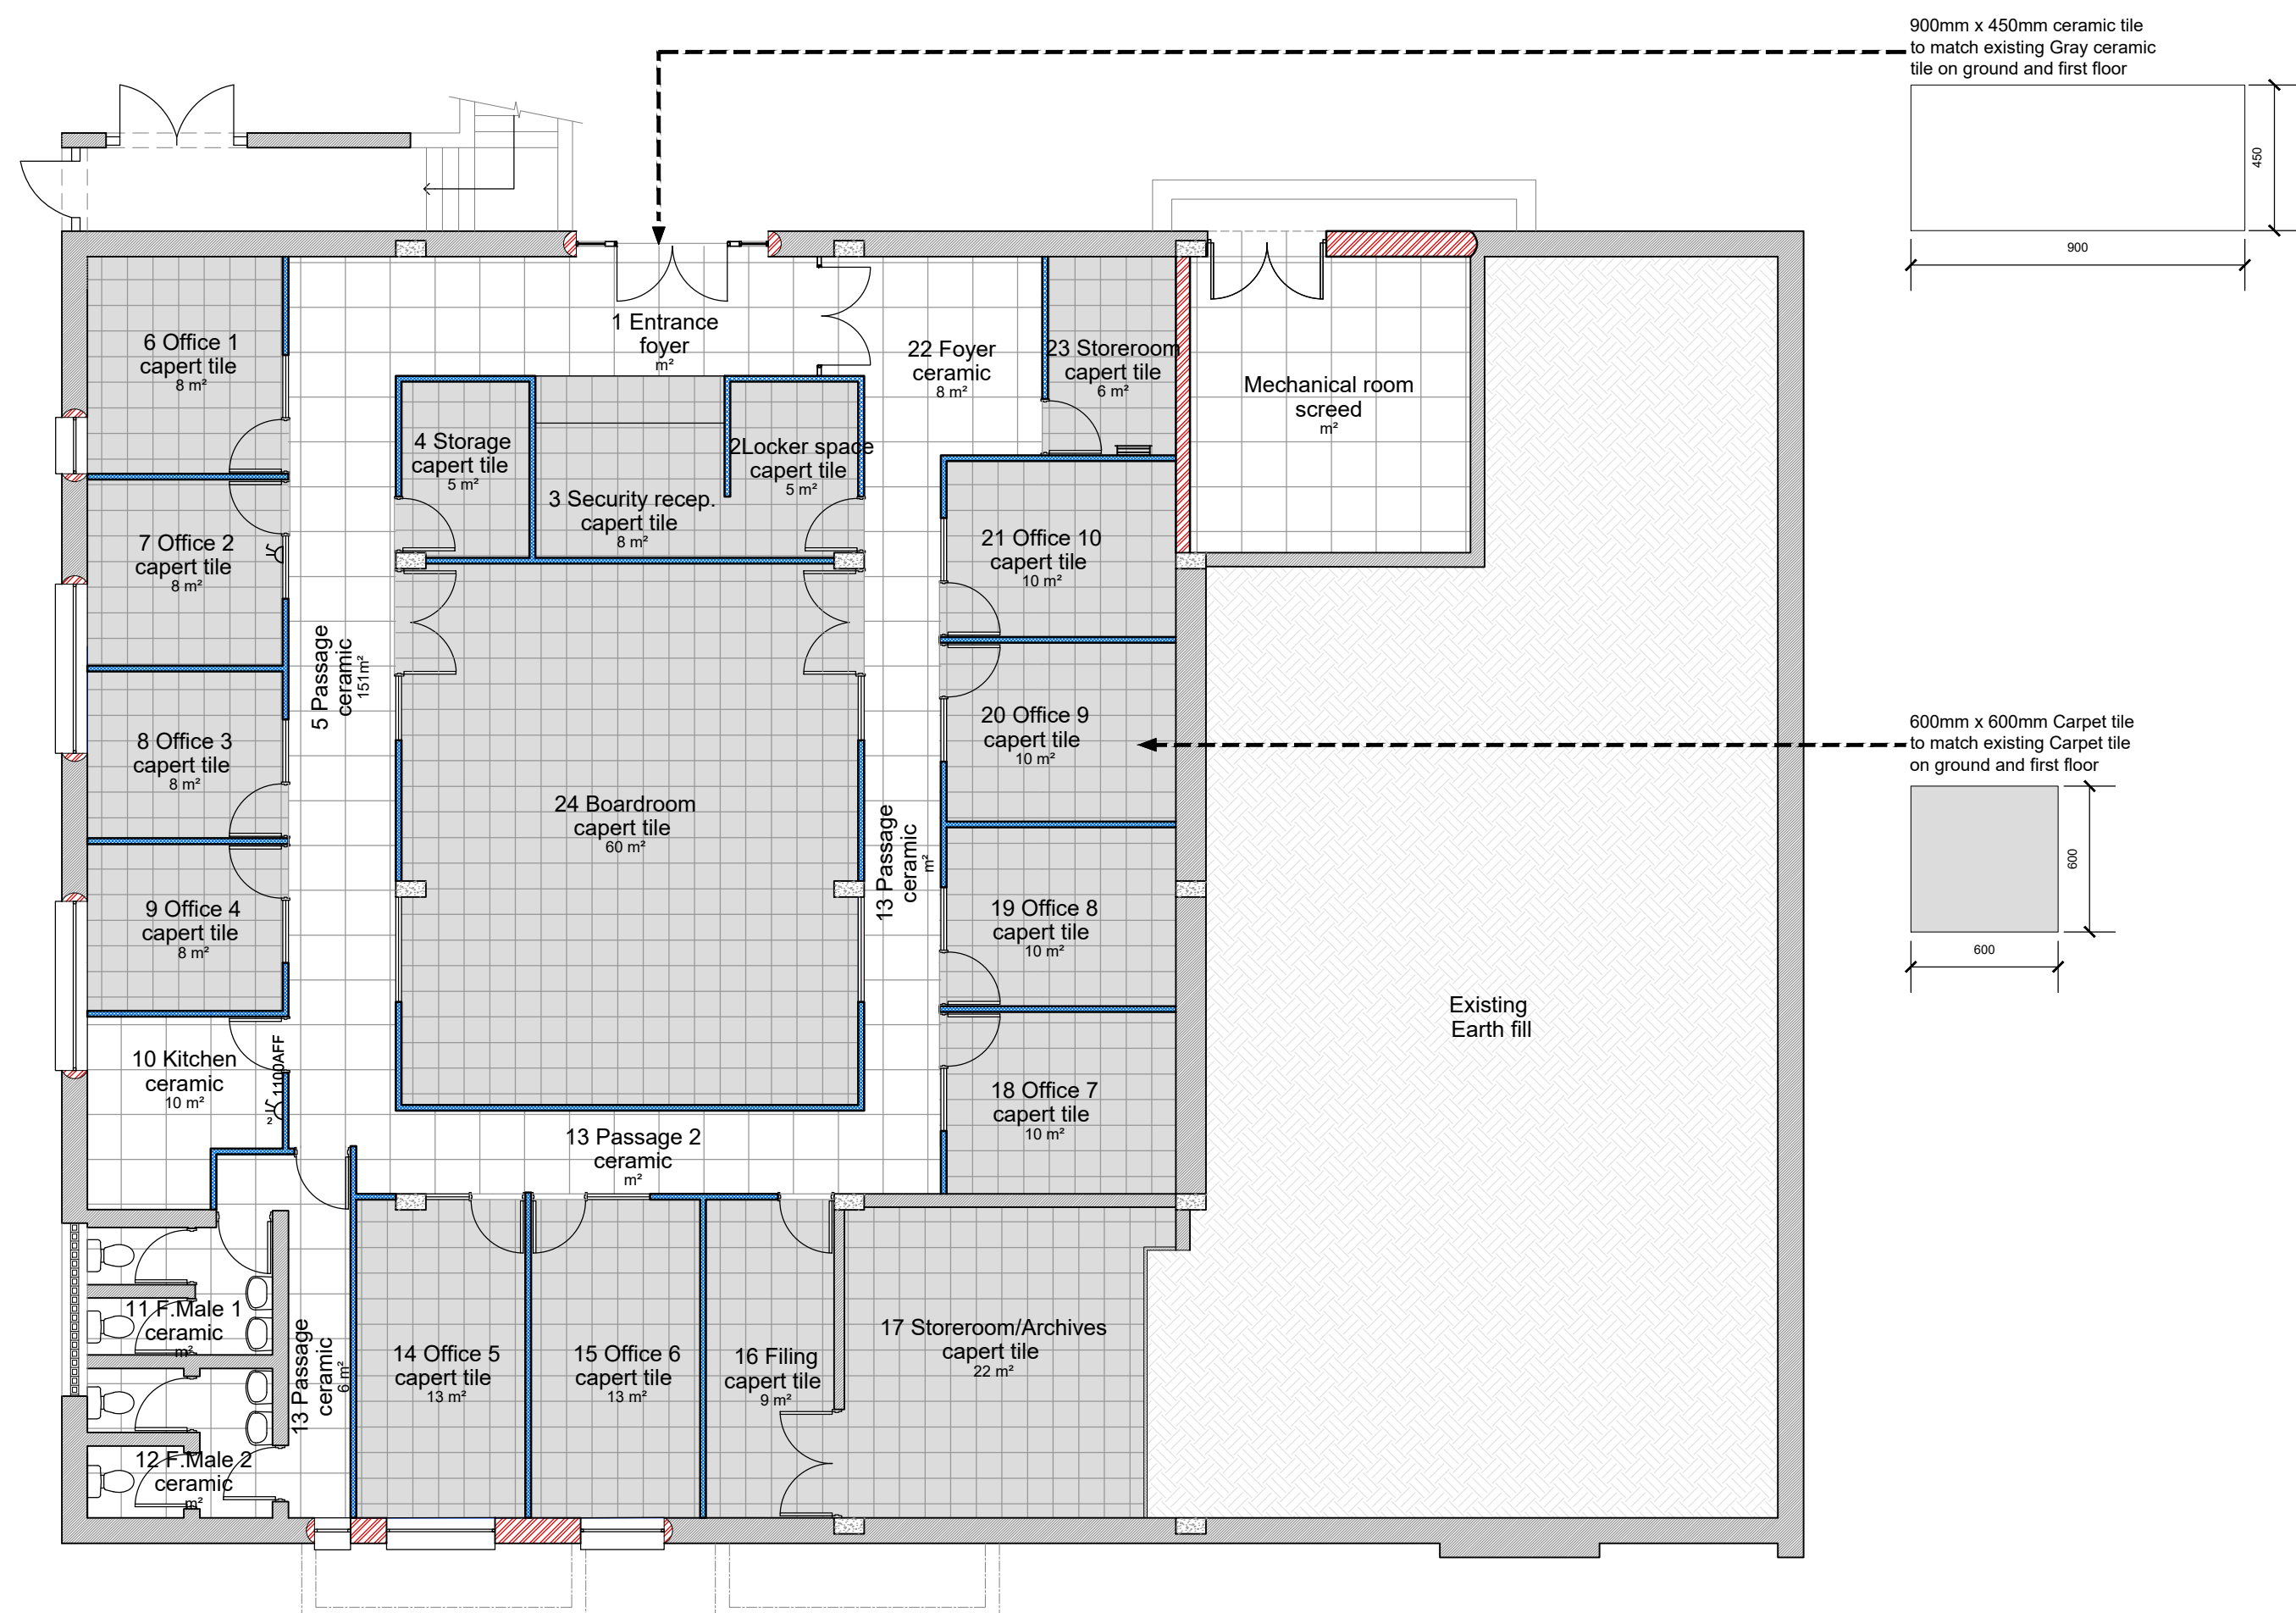 900mm x 450mm ceramic tile
to match existing Gray ceramic
tile on ground and first floor
450
900
1 Entrance
foyer
m²
6 Office 1
capert tile
8 m²
22 Foyer
ceramic
8 m²
23 Storeroom
capert tile
6 m²
Mechanical room
screed
m²
4 Storage
capert tile
5 m²
2Locker space
capert tile
5 m²
3 Security recep.
capert tile
8 m²
7 Office 2
capert tile
8 m²
21 Office 10
capert tile
10 m²
5 Passage
ceramic
151m²
20 Office 9
capert tile
10 m²
600mm x 600mm Carpet tile
to match existing Carpet tile
on ground and first floor
600
600
8 Office 3
capert tile
8 m²
24 Boardroom
capert tile
60 m²
13 Passage
ceramic
m²
9 Office 4
capert tile
8 m²
19 Office 8
capert tile
10 m²
Existing
Earth fill
10 Kitchen
ceramic
10 m²
1100AFF
2
18 Office 7
capert tile
10 m²
13 Passage 2
ceramic
m²
11 F.Male 1
ceramic
m²
13 Passage
ceramic
6 m²
14 Office 5
capert tile
13 m²
15 Office 6
capert tile
13 m²
16 Filing
capert tile
9 m²
17 Storeroom/Archives
capert tile
22 m²
12 F.Male 2
ceramic
m²